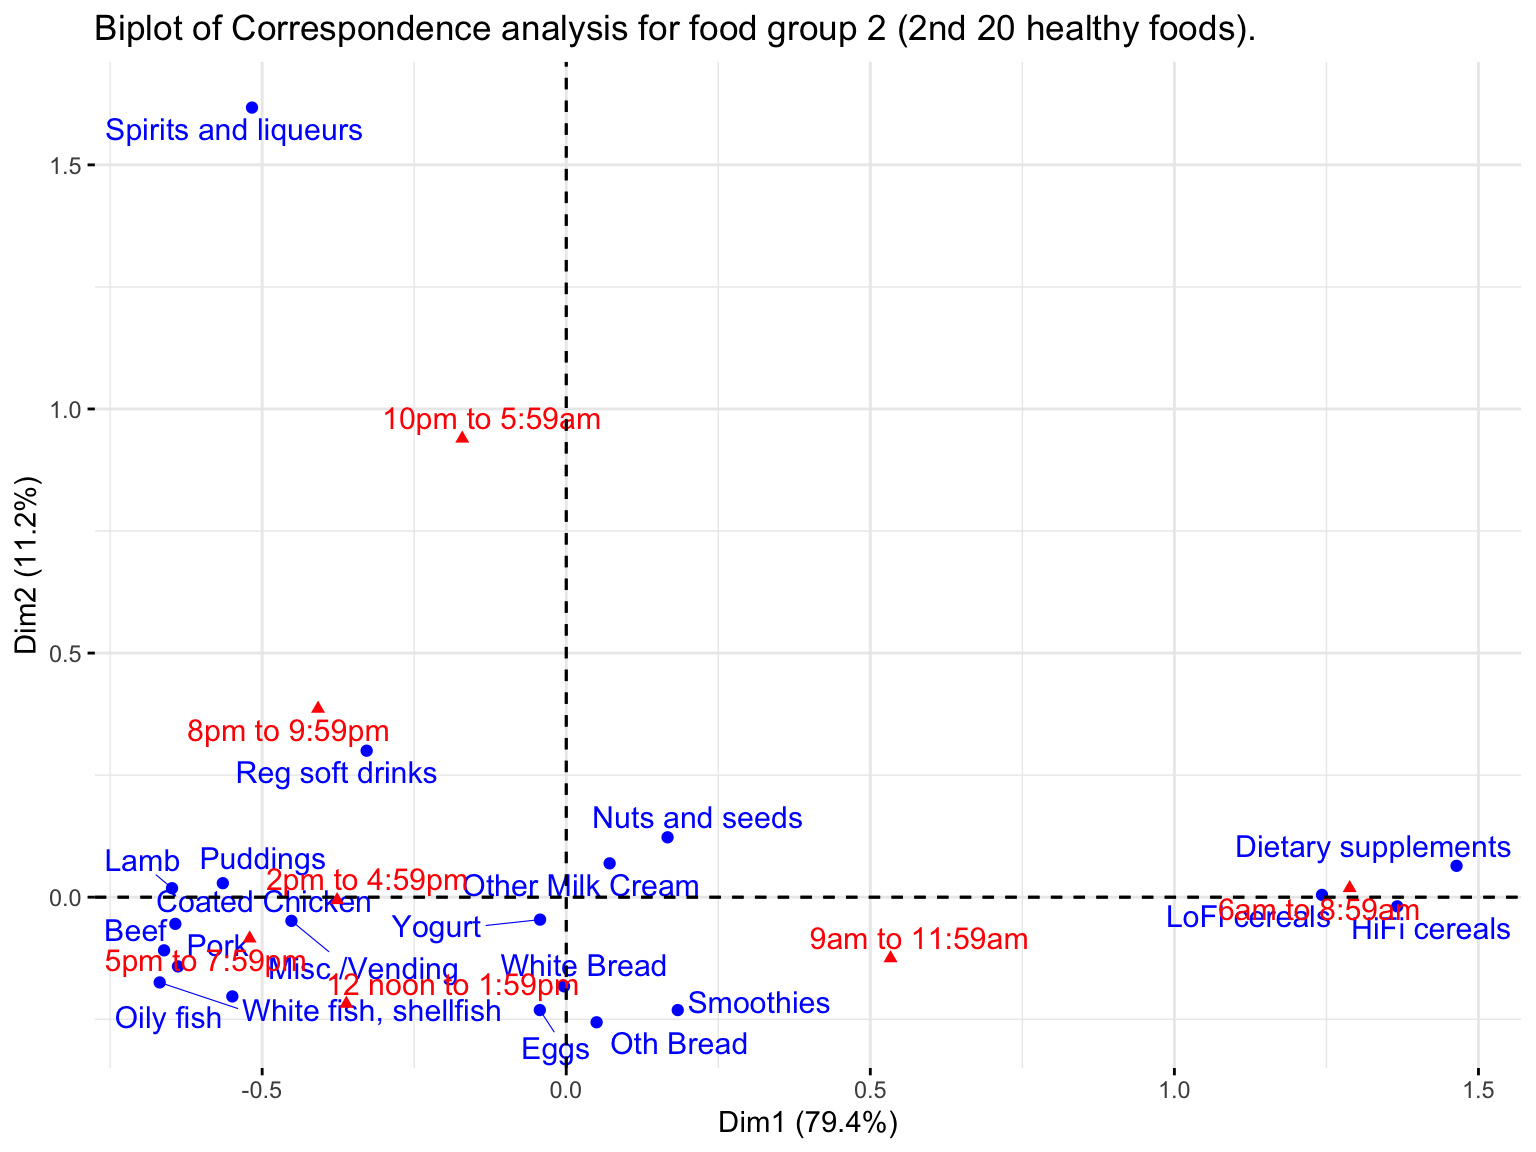 Biplot of Correspondence analysis for food group 2 (2nd 20 healthy foods).
Spirits and liqueurs
1.5
10pm to 5:59am
1.0
Dim2 (11.2%)
0.5
8pm to 9:59pm
Reg soft drinks
Nuts and seeds
Dietary supplements
Lamb
Puddings
2pm to 4:59pm
Other Milk Cream
0.0
Coated Chicken
6am to 8:59am
LoFi cereals
HiFi cereals
Yogurt
Beef
Pork
9am to 11:59am
5pm to 7:59pm
Misc./Vending
White Bread
12 noon to 1:59pm
Smoothies
Oily fish
White fish, shellfish
Eggs
Oth Bread
-0.5
0.0
0.5
1.0
1.5
Dim1 (79.4%)